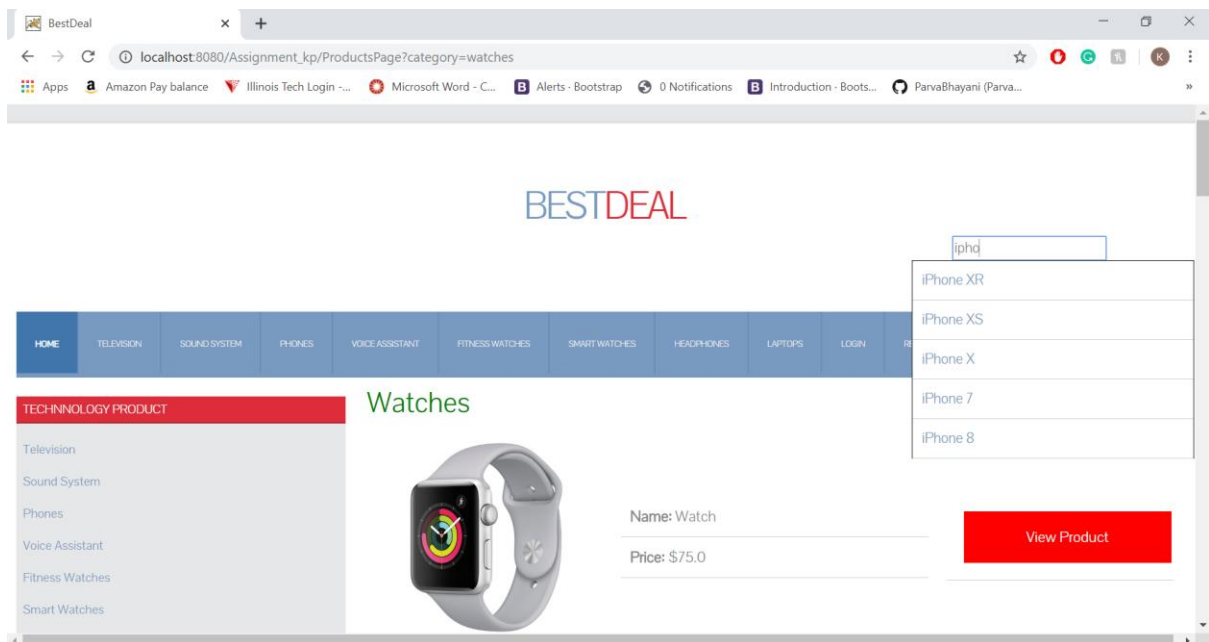 BestDeal
localhost:8080/Assignment_kp/ProductsPage?category=watches
K
Apps
Amazon Pay balance
Illinois Tech Login -...
Microsoft Word - C...
Alerts · Bootstrap
0 Notifications
Introduction · Boots...
ParvaBhayani (Parva...
BESTDEAL
ipho
iPhone XR
iPhone XS
iPhone X
iPhone 7
iPhone 8
HOME TELEVISION SOUND SYSTEM PHONES VOICE ASSISTANT FITNESS WATCHES SMART WATCHES HEADPHONES LAPTOPS LOGIN
TECHNNOLOGY PRODUCT
Television
Sound System
Phones
Voice Assistant
Fitness Watches
Smart Watches
Watches
Name: Watch
Price: $75.0
View Product